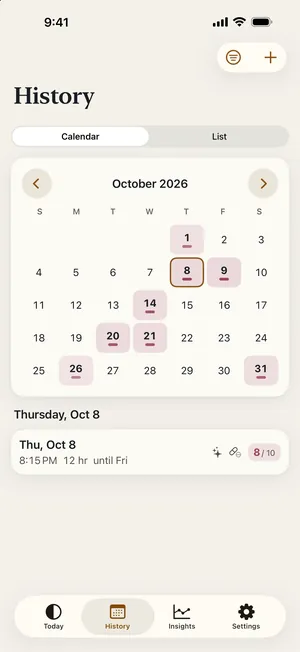 9:41
History
Calendar List
October 2026
S M T W T F S
1 2 3
4 5 6 7 8 9 10
11 12 13 14 15 16 17
18 19 20 21 22 23 24
25 26 27 28 29 30 31
Thursday, Oct 8
Thu, Oct 8
8:15 PM 12 hr until Fri
8 / 10
Today History Insights Settings